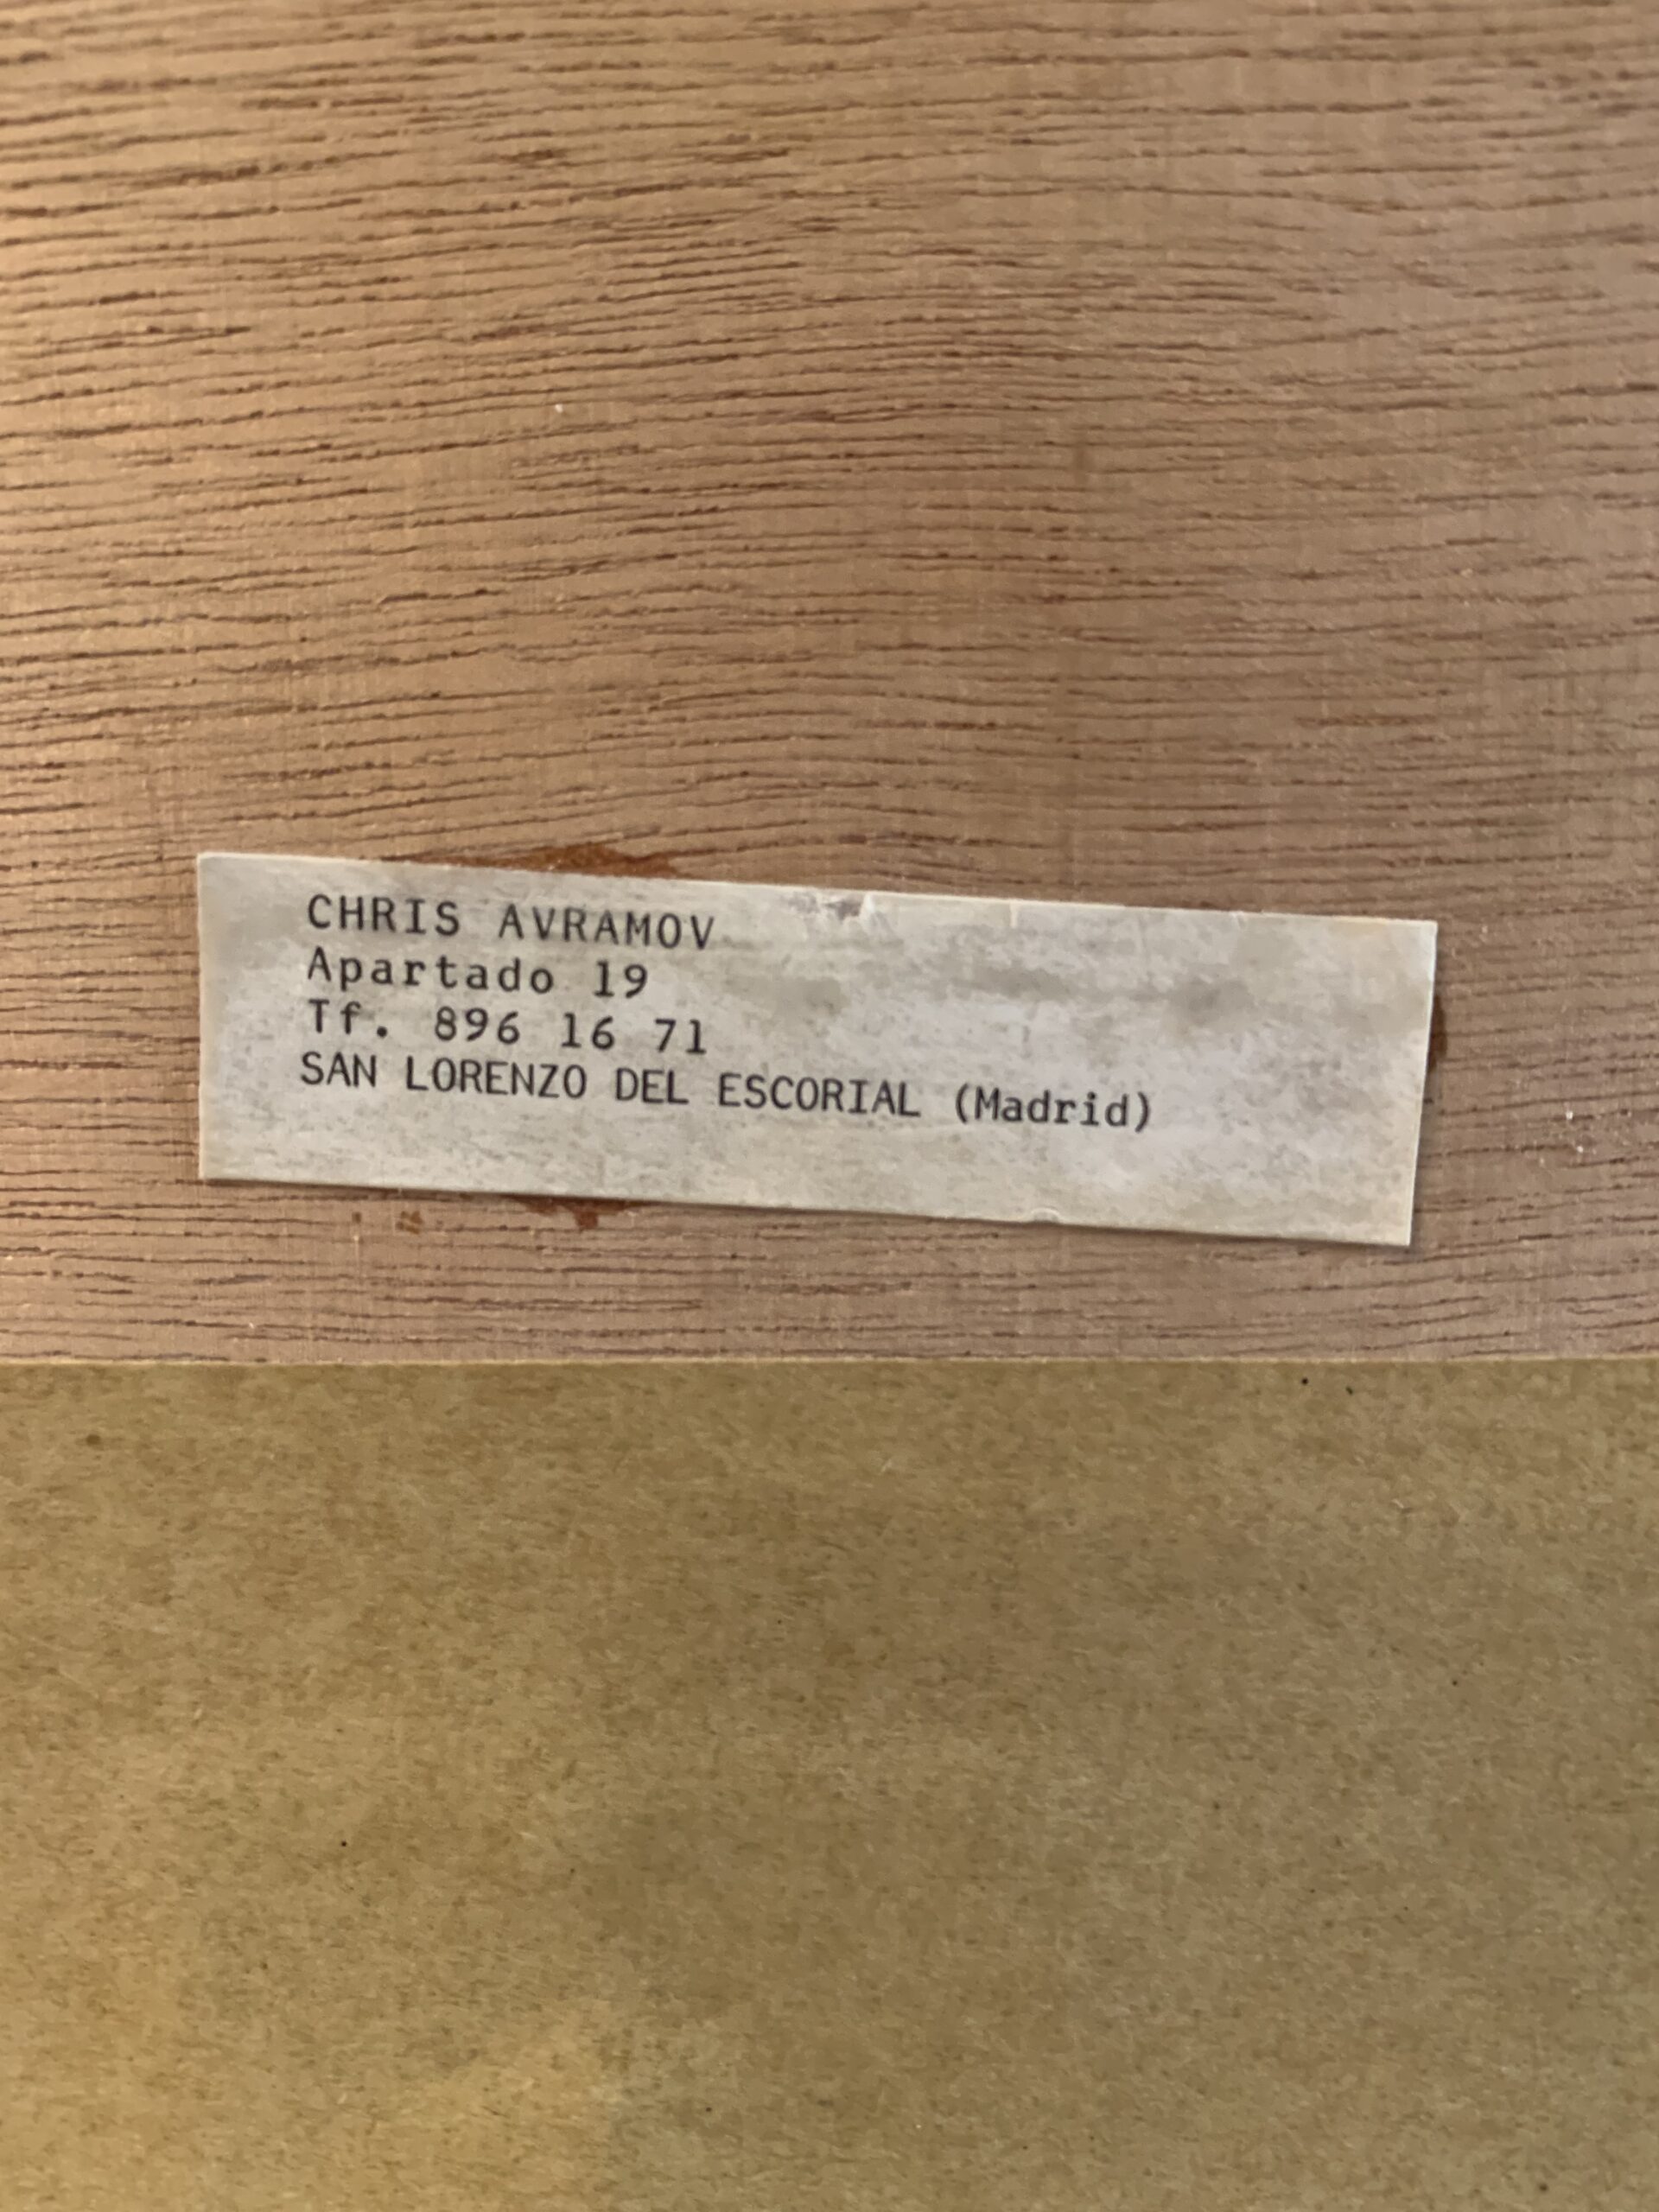 CHRIS AVRAMOV
Apartado 19
Tf. 896 16 71
SAN LORENZO DEL ESCORIAL (Madrid)